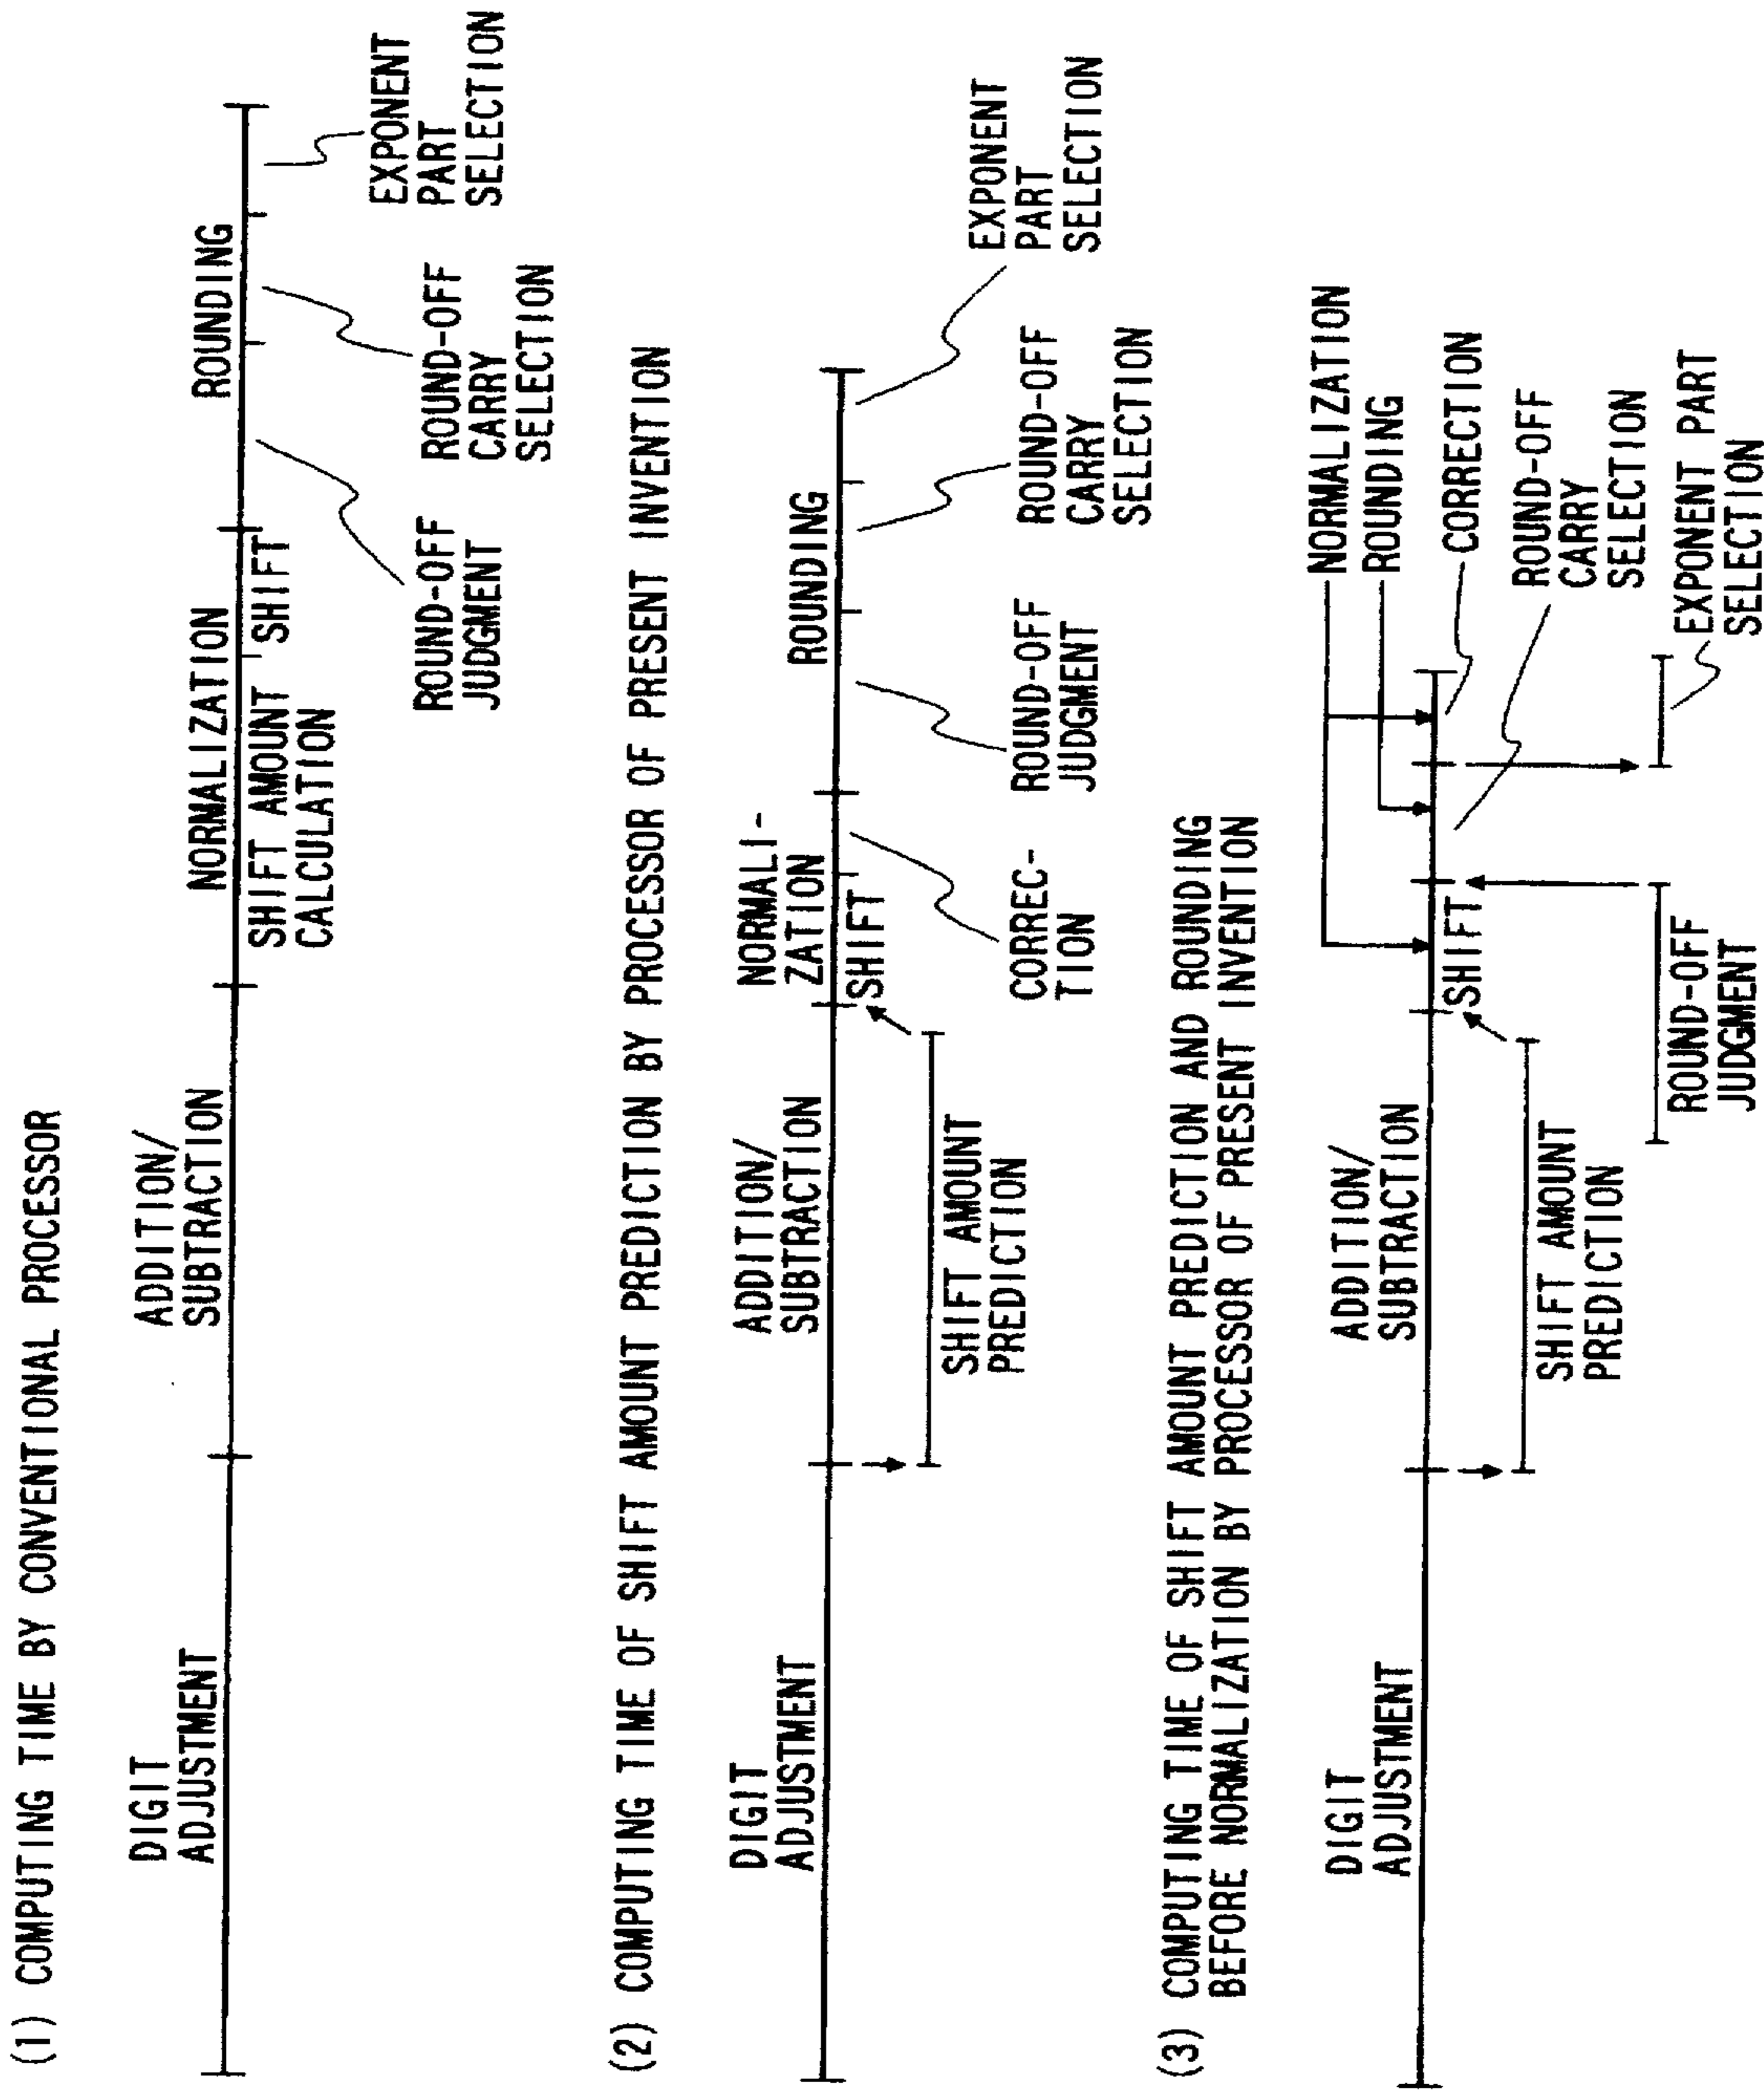 (1) COMPUTING TIME BY CONVENTIONAL PROCESSOR
DIGIT
ADJUSTMENT
ADDITION/
SUBTRACTION
NORMALIZATION
SHIFT AMOUNT
CALCULATION
SHIFT
ROUNDING
ROUND-OFF
JUDGMENT
ROUND-OFF
CARRY
SELECTION
EXPONENT
PART
SELECTION
(2) COMPUTING TIME OF SHIFT AMOUNT PREDICTION BY PROCESSOR OF PRESENT INVENTION
DIGIT
ADJUSTMENT
ADDITION/
SUBTRACTION
SHIFT AMOUNT
PREDICTION
NORMALI-
ZATION
SHIFT
CORREC-
TION
ROUNDING
ROUND-OFF
JUDGMENT
ROUND-OFF
CARRY
SELECTION
EXPONENT
PART
SELECTION
(3) COMPUTING TIME OF SHIFT AMOUNT PREDICTION AND ROUNDING
BEFORE NORMALIZATION BY PROCESSOR OF PRESENT INVENTION
DIGIT
ADJUSTMENT
ADDITION/
SUBTRACTION
SHIFT AMOUNT
PREDICTION
SHIFT
ROUND-OFF
JUDGMENT
NORMALIZATION
ROUNDING
CORRECTION
ROUND-OFF
CARRY
SELECTION
EXPONENT PART
SELECTION